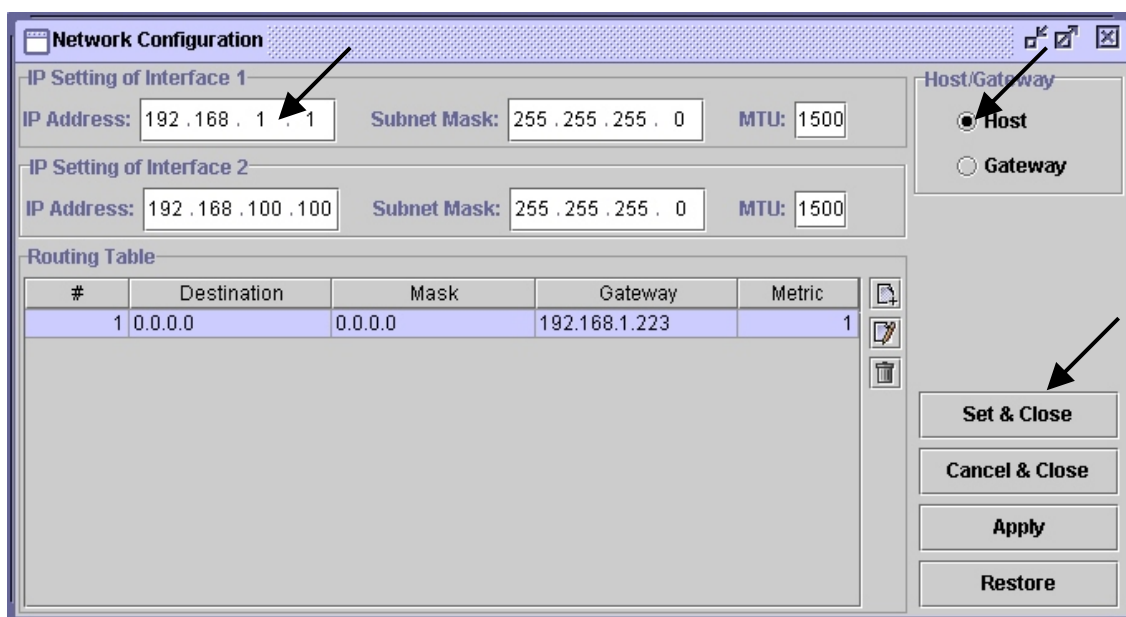 Network Configuration
IP Setting of Interface 1
IP Address: 192 .168 . 1 . 1 Subnet Mask: 255 .255 .255 . 0 MTU: 1500
IP Setting of Interface 2
IP Address: 192 .168 .100 .100 Subnet Mask: 255 .255 .255 . 0 MTU: 1500
Host/Gateway
Host
Gateway
Routing Table
# Destination Mask Gateway Metric
1 0.0.0.0 0.0.0.0 192.168.1.223 1
Set & Close
Cancel & Close
Apply
Restore